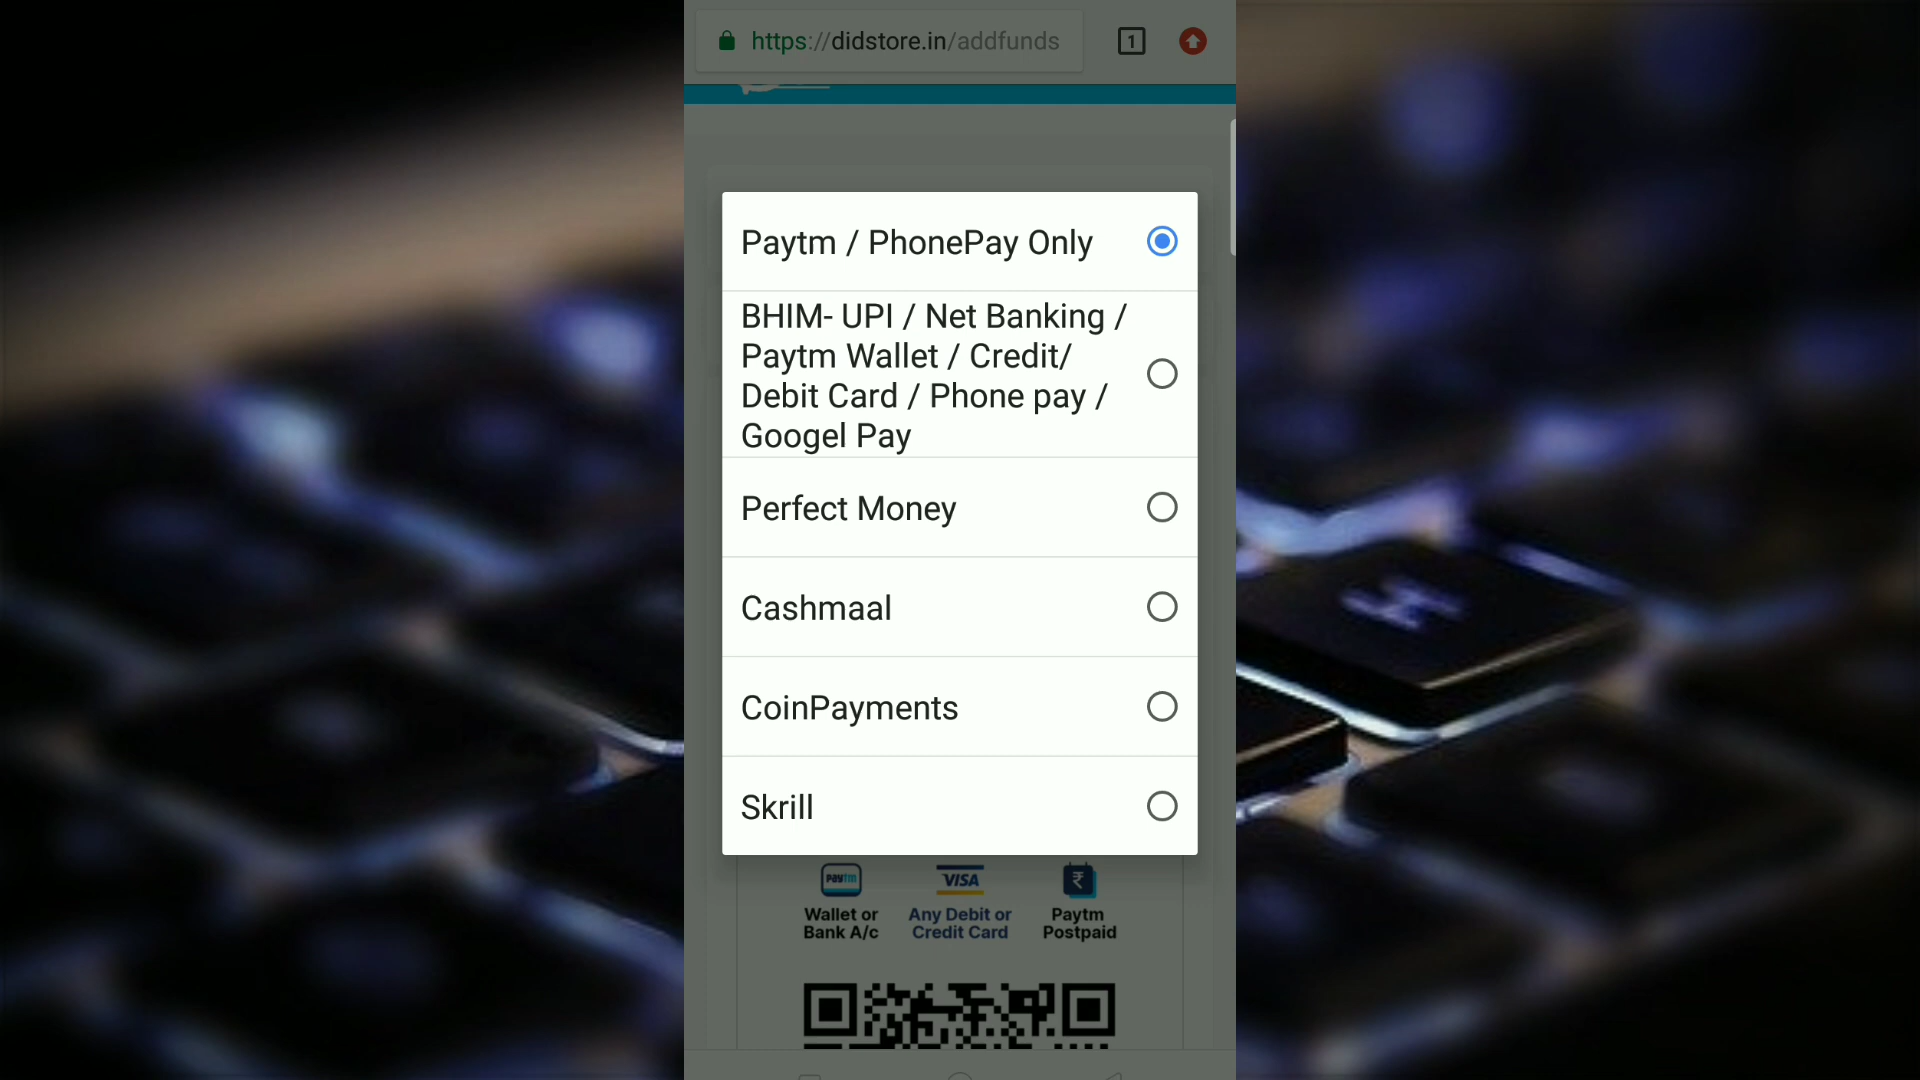 https://didstore.in/addfunds
1
Paytm / PhonePay Only
BHIM- UPI / Net Banking /
Paytm Wallet / Credit/
Debit Card / Phone pay /
Googel Pay
Perfect Money
Cashmaal
CoinPayments
Skrill
Paytm
VISA
₹
Wallet or
Bank A/c
Any Debit or
Credit Card
Paytm
Postpaid